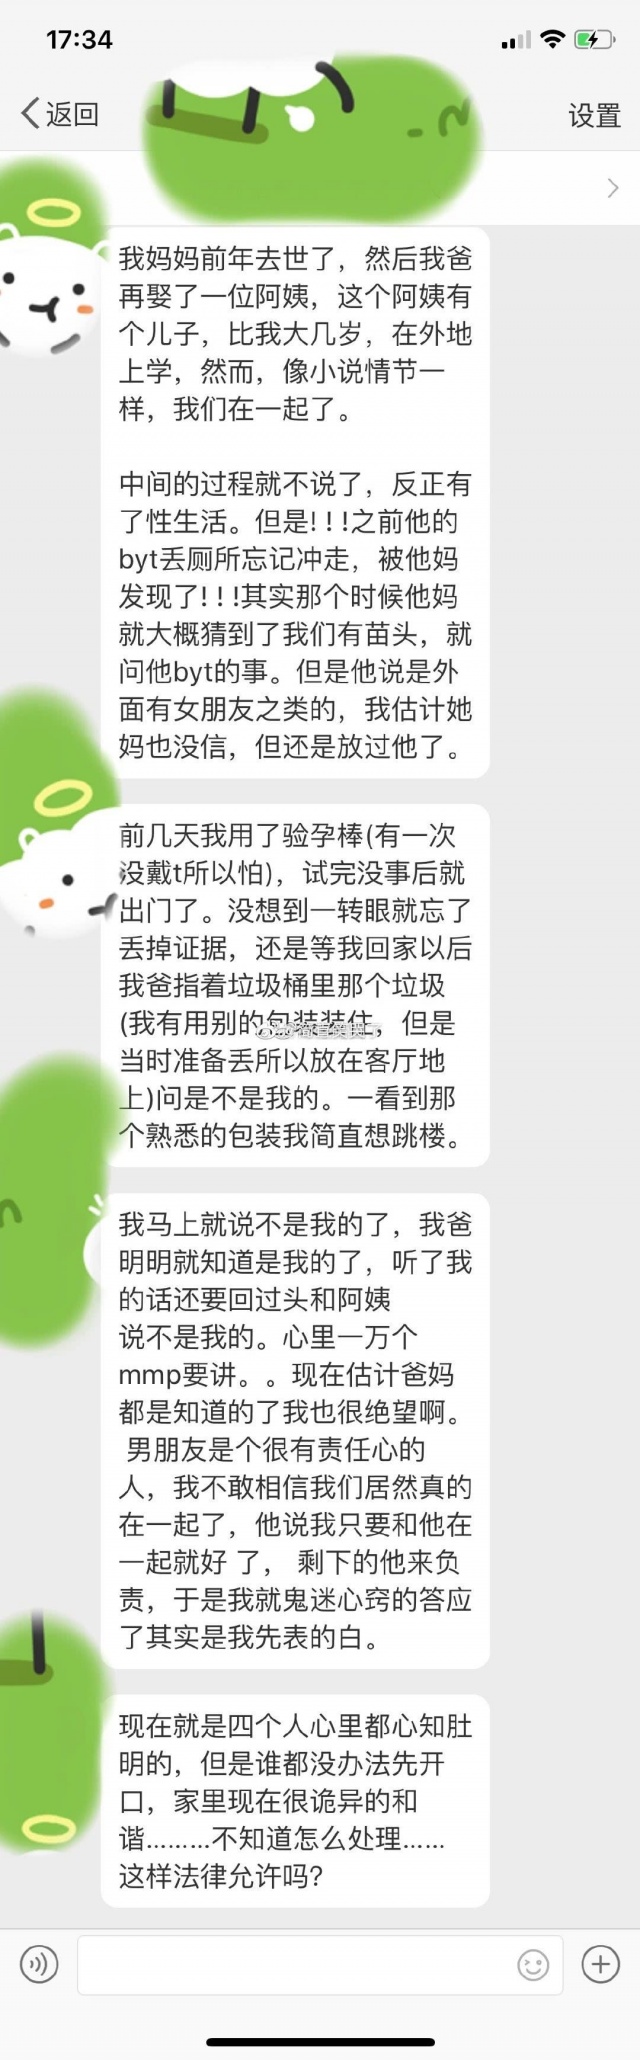 17:34
返回
设置
我妈妈前年去世了，然后我爸
再娶了一位阿姨，这个阿姨有
个儿子，比我大几岁，在外地
上学，然而，像小说情节一
样，我们在一起了。
中间的过程就不说了，反正有
了性生活。但是!!!之前他的
byt丢厕所忘记冲走，被他妈
发现了!!!其实那个时候他妈
就大概猜到了我们有苗头，就
问他byt的事。但是他说是外
面有女朋友之类的，我估计她
妈也没信，但还是放过他了。
前几天我用了验孕棒(有一次
没戴t所以怕)，试完没事后就
出门了。没想到一转眼就忘了
丢掉证据，还是等我回家以后
我爸指着垃圾桶里那个垃圾
(我有用别的包装装住，但是
当时准备丢所以放在客厅地
上)问是不是我的。一看到那
个熟悉的包装我简直想跳楼。
我马上就说不是我的了，我爸
明明就知道是我的了，听了我
的话还要回过头和阿姨
说不是我的。心里一万个
mmp要讲。。现在估计爸妈
都是知道的了我也很绝望啊。
男朋友是个很有责任心的
人，我不敢相信我们居然真的
在一起了，他说我只要和他在
一起就好 了， 剩下的他来负
责，于是我就鬼迷心窍的答应
了其实是我先表的白。
现在就是四个人心里都心知肚
明的，但是谁都没办法先开
口，家里现在很诡异的和
谐.........不知道怎么处理......
这样法律允许吗?